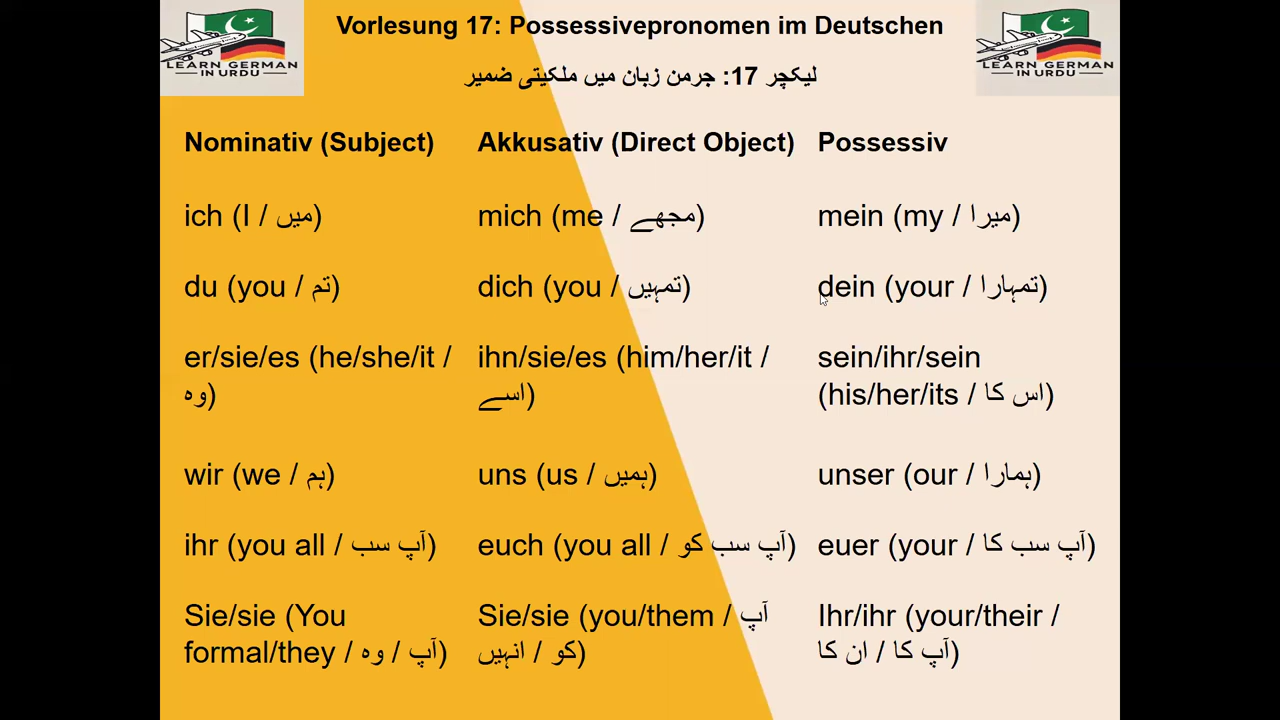 LEARN GERMAN
IN URDU
Vorlesung 17: Possessivepronomen im Deutschen
لیکچر 17: جرمن زبان میں ملکیتی ضمیر
LEARN GERMAN
IN URDU
Nominativ (Subject) Akkusativ (Direct Object) Possessiv
ich (I / میں) mich (me / مجھے) mein (my / میرا)
du (you / تم) dich (you / تمہیں) dein (your / تمہارا)
er/sie/es (he/she/it / ihn/sie/es (him/her/it / sein/ihr/sein
وہ) اسے) (his/her/its / اس کا)
wir (we / ہم) uns (us / ہمیں) unser (our / ہمارا)
ihr (you all / آپ سب) euch (you all / آپ سب کو) euer (your / آپ سب کا)
Sie/sie (You Sie/sie (you/them / آپ Ihr/ihr (your/their /
formal/they / آپ / وہ) کو / انہیں) آپ کا / ان کا)